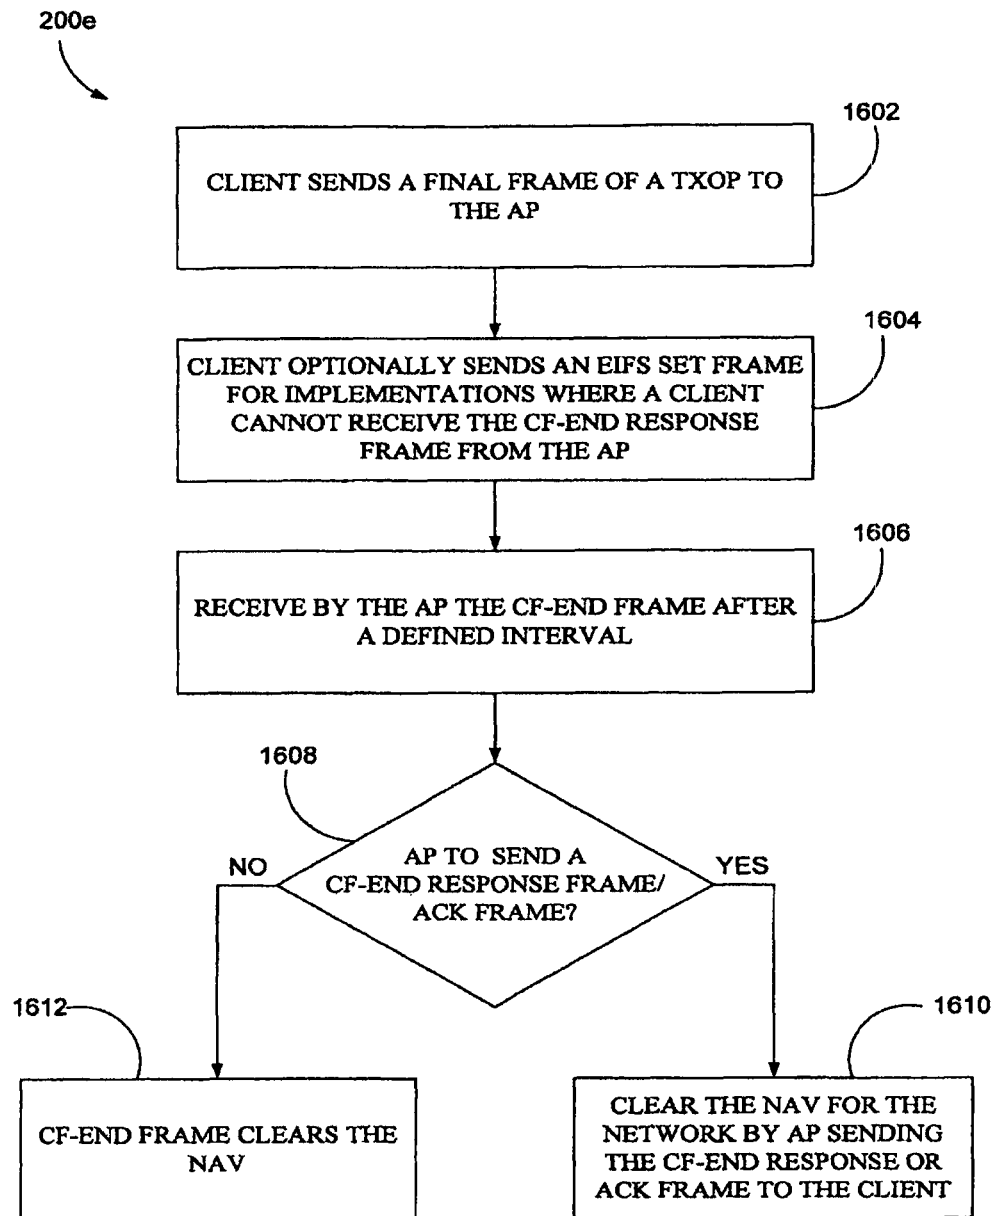 200e
1602
CLIENT SENDS A FINAL FRAME OF A TXOP TO
THE AP
1604
CLIENT OPTIONALLY SENDS AN EIFS SET FRAME
FOR IMPLEMENTATIONS WHERE A CLIENT
CANNOT RECEIVE THE CF-END RESPONSE
FRAME FROM THE AP
1606
RECEIVE BY THE AP THE CF-END FRAME AFTER
A DEFINED INTERVAL
1608
AP TO SEND A
CF-END RESPONSE FRAME/
ACK FRAME?
NO
YES
1612
CF-END FRAME CLEARS THE
NAV
1610
CLEAR THE NAV FOR THE
NETWORK BY AP SENDING
THE CF-END RESPONSE OR
ACK FRAME TO THE CLIENT